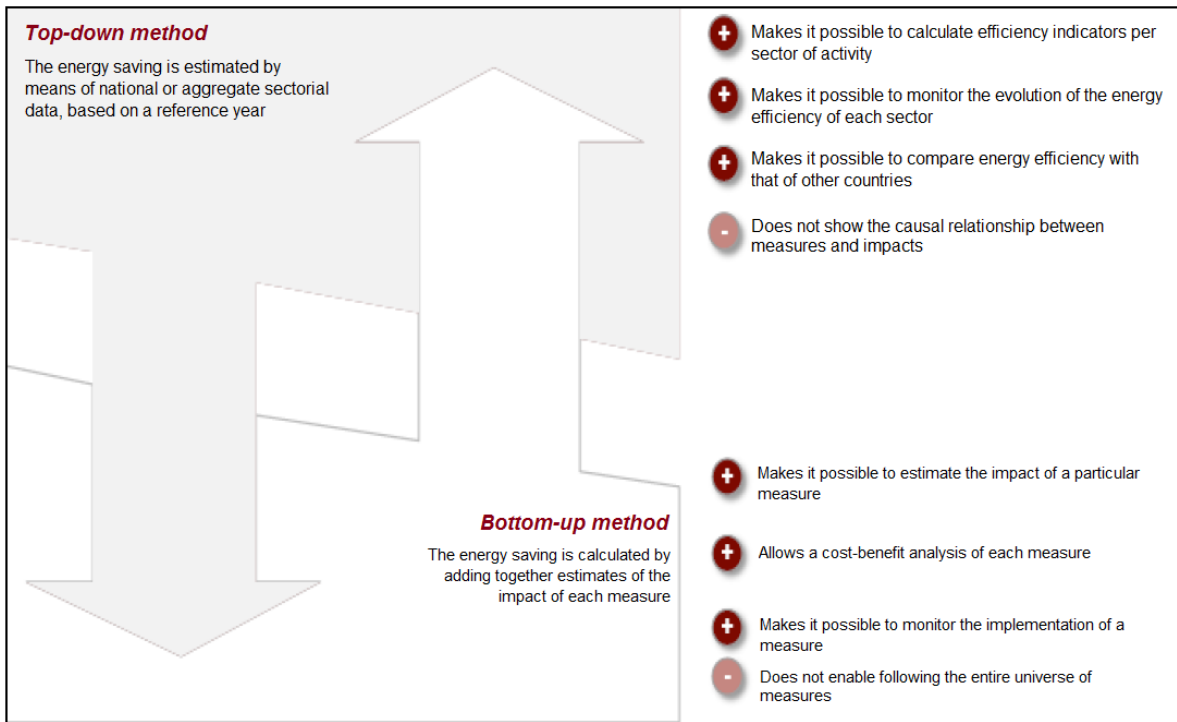 Top-down method
The energy saving is estimated by
means of national or aggregate sectorial
data, based on a reference year
+ Makes it possible to calculate efficiency indicators per
sector of activity
+ Makes it possible to monitor the evolution of the energy
efficiency of each sector
+ Makes it possible to compare energy efficiency with
that of other countries
- Does not show the causal relationship between
measures and impacts
Bottom-up method
The energy saving is calculated by
adding together estimates of the
impact of each measure
+ Makes it possible to estimate the impact of a particular
measure
+ Allows a cost-benefit analysis of each measure
+ Makes it possible to monitor the implementation of a
measure
- Does not enable following the entire universe of
measures